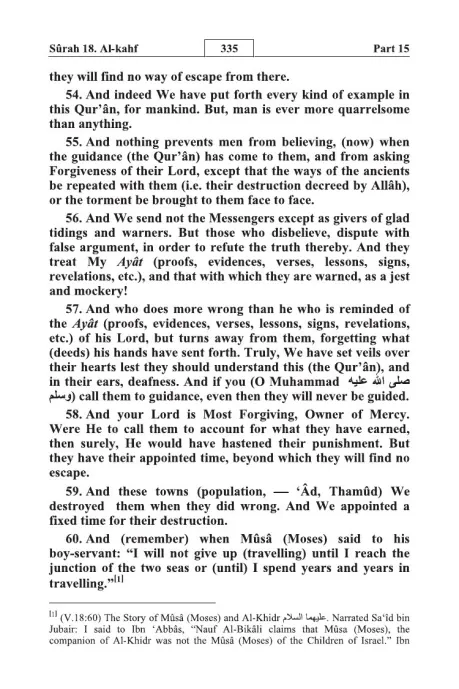 Sûrah 18. Al-kahf 335 Part 15
they will find no way of escape from there.
54. And indeed We have put forth every kind of example in
this Qur’ân, for mankind. But, man is ever more quarrelsome
than anything.
55. And nothing prevents men from believing, (now) when
the guidance (the Qur’ân) has come to them, and from asking
Forgiveness of their Lord, except that the ways of the ancients
be repeated with them (i.e. their destruction decreed by Allâh),
or the torment be brought to them face to face.
56. And We send not the Messengers except as givers of glad
tidings and warners. But those who disbelieve, dispute with
false argument, in order to refute the truth thereby. And they
treat My Ayât (proofs, evidences, verses, lessons, signs,
revelations, etc.), and that with which they are warned, as a jest
and mockery!
57. And who does more wrong than he who is reminded of
the Ayât (proofs, evidences, verses, lessons, signs, revelations,
etc.) of his Lord, but turns away from them, forgetting what
(deeds) his hands have sent forth. Truly, We have set veils over
their hearts lest they should understand this (the Qur’ân), and
in their ears, deafness. And if you (O Muhammad صلى الله عليه
وسلم) call them to guidance, even then they will never be guided.
58. And your Lord is Most Forgiving, Owner of Mercy.
Were He to call them to account for what they have earned,
then surely, He would have hastened their punishment. But
they have their appointed time, beyond which they will find no
escape.
59. And these towns (population, — ‘Âd, Thamûd) We
destroyed them when they did wrong. And We appointed a
fixed time for their destruction.
60. And (remember) when Mûsâ (Moses) said to his
boy-servant: “I will not give up (travelling) until I reach the
junction of the two seas or (until) I spend years and years in
travelling.”[1]
[1] (V.18:60) The Story of Mûsâ (Moses) and Al-Khidr عليهما السلام. Narrated Sa‘îd bin
Jubair: I said to Ibn ‘Abbâs, “Nauf Al-Bikâli claims that Mûsa (Moses), the
companion of Al-Khidr was not the Mûsâ (Moses) of the Children of Israel.” Ibn